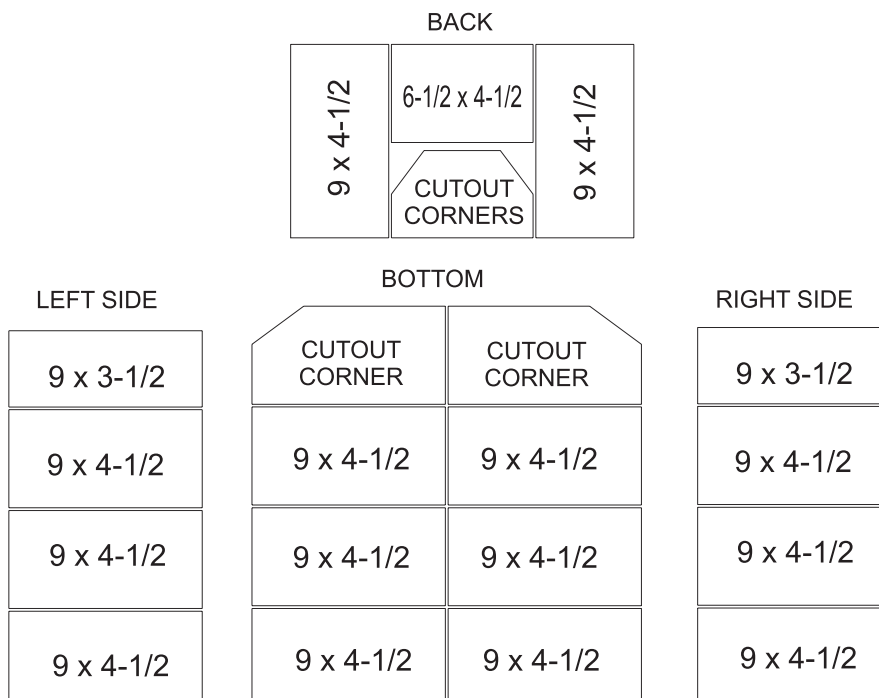 BACK
9 x 4-1/2
6-1/2 x 4-1/2
9 x 4-1/2
CUTOUT
CORNERS
BOTTOM
LEFT SIDE
9 x 3-1/2
9 x 4-1/2
9 x 4-1/2
9 x 4-1/2
CUTOUT
CORNER
CUTOUT
CORNER
9 x 4-1/2
9 x 4-1/2
9 x 4-1/2
9 x 4-1/2
9 x 4-1/2
9 x 4-1/2
RIGHT SIDE
9 x 3-1/2
9 x 4-1/2
9 x 4-1/2
9 x 4-1/2